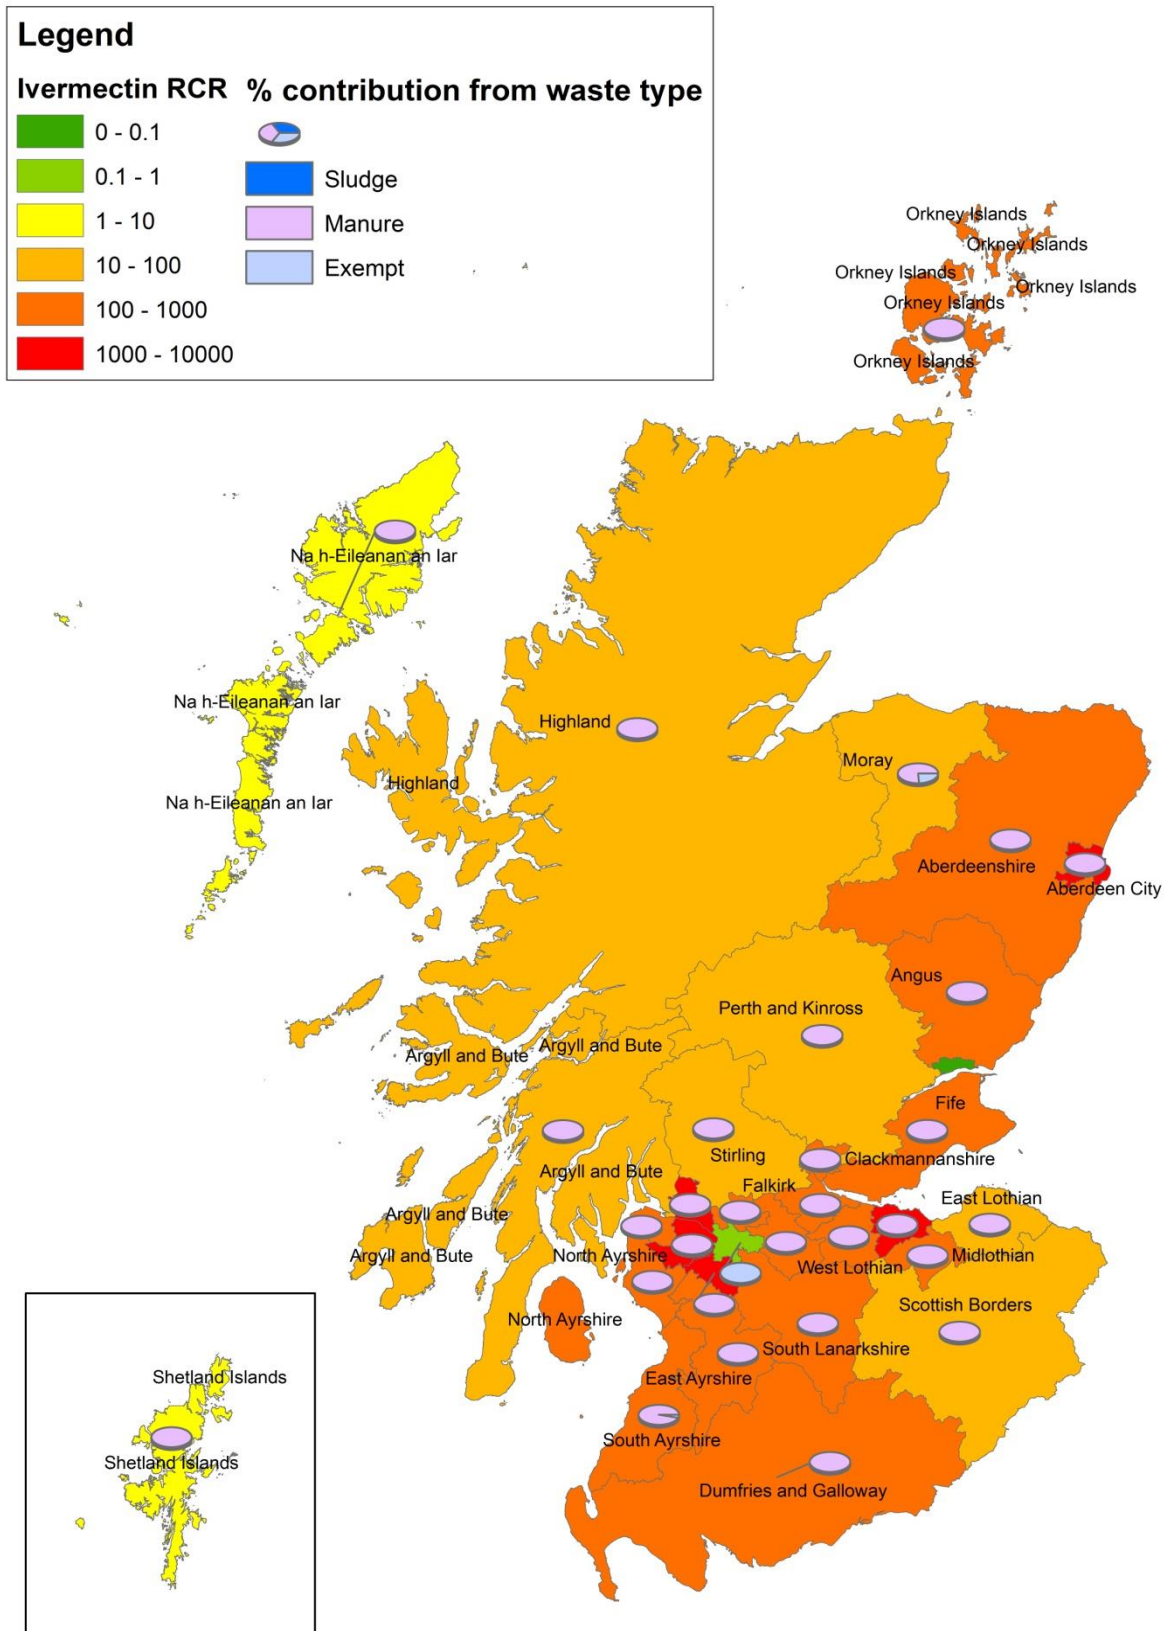 Legend
Ivermectin RCR
% contribution from waste type
0 - 0.1
0.1 - 1
1 - 10
10 - 100
100 - 1000
1000 - 10000
Sludge
Manure
Exempt
Orkney Islands
Orkney Islands
Orkney Islands
Orkney Islands
Orkney Islands
Orkney Islands
Na h-Eileanan an Iar
Na h-Eileanan an Iar
Na h-Eileanan an Iar
Highland
Highland
Moray
Aberdeenshire
Aberdeen City
Angus
Perth and Kinross
Argyll and Bute
Argyll and Bute
Fife
Stirling
Clackmannanshire
Argyll and Bute
Falkirk
East Lothian
Argyll and Bute
Argyll and Bute
North Ayrshire
Midlothian
West Lothian
Scottish Borders
North Ayrshire
South Lanarkshire
East Ayrshire
South Ayrshire
Dumfries and Galloway
Shetland Islands
Shetland Islands